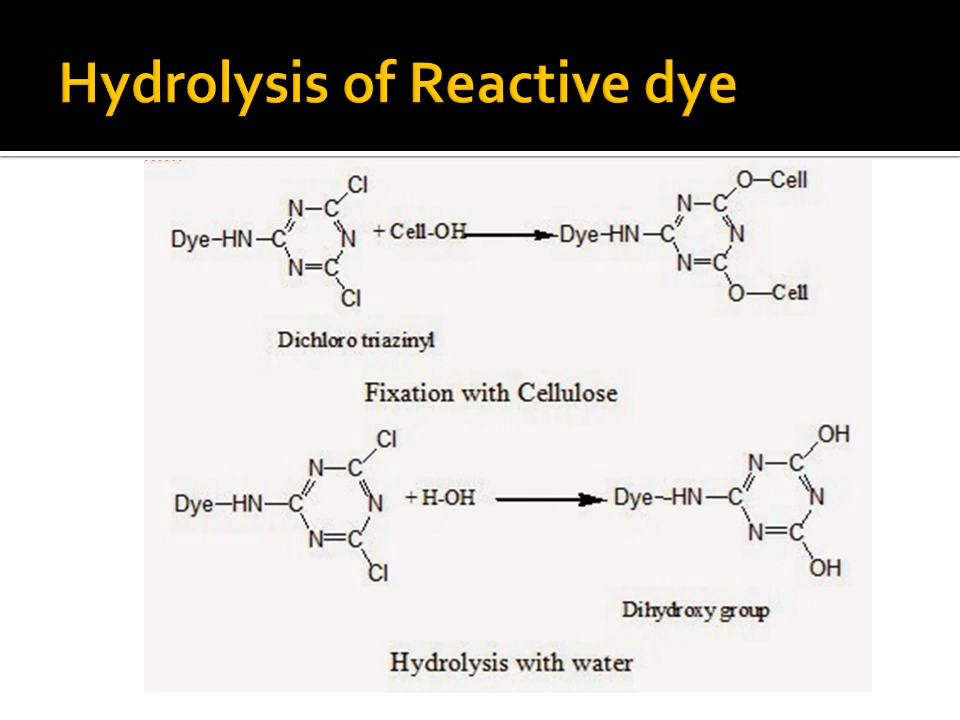 Hydrolysis of Reactive dye
Cl
O–Cell
N–C
N–C
Dye–HN–C
N
+ Cell-OH
Dye–HN–C
N
N=C
N=C
Cl
O–Cell
Dichloro triazinyl
Fixation with Cellulose
Cl
OH
N–C
N–C
Dye–HN–C
N
+ H-OH
Dye--HN–C
N
N=C
N=C
Cl
OH
Dihydroxy group
Hydrolysis with water